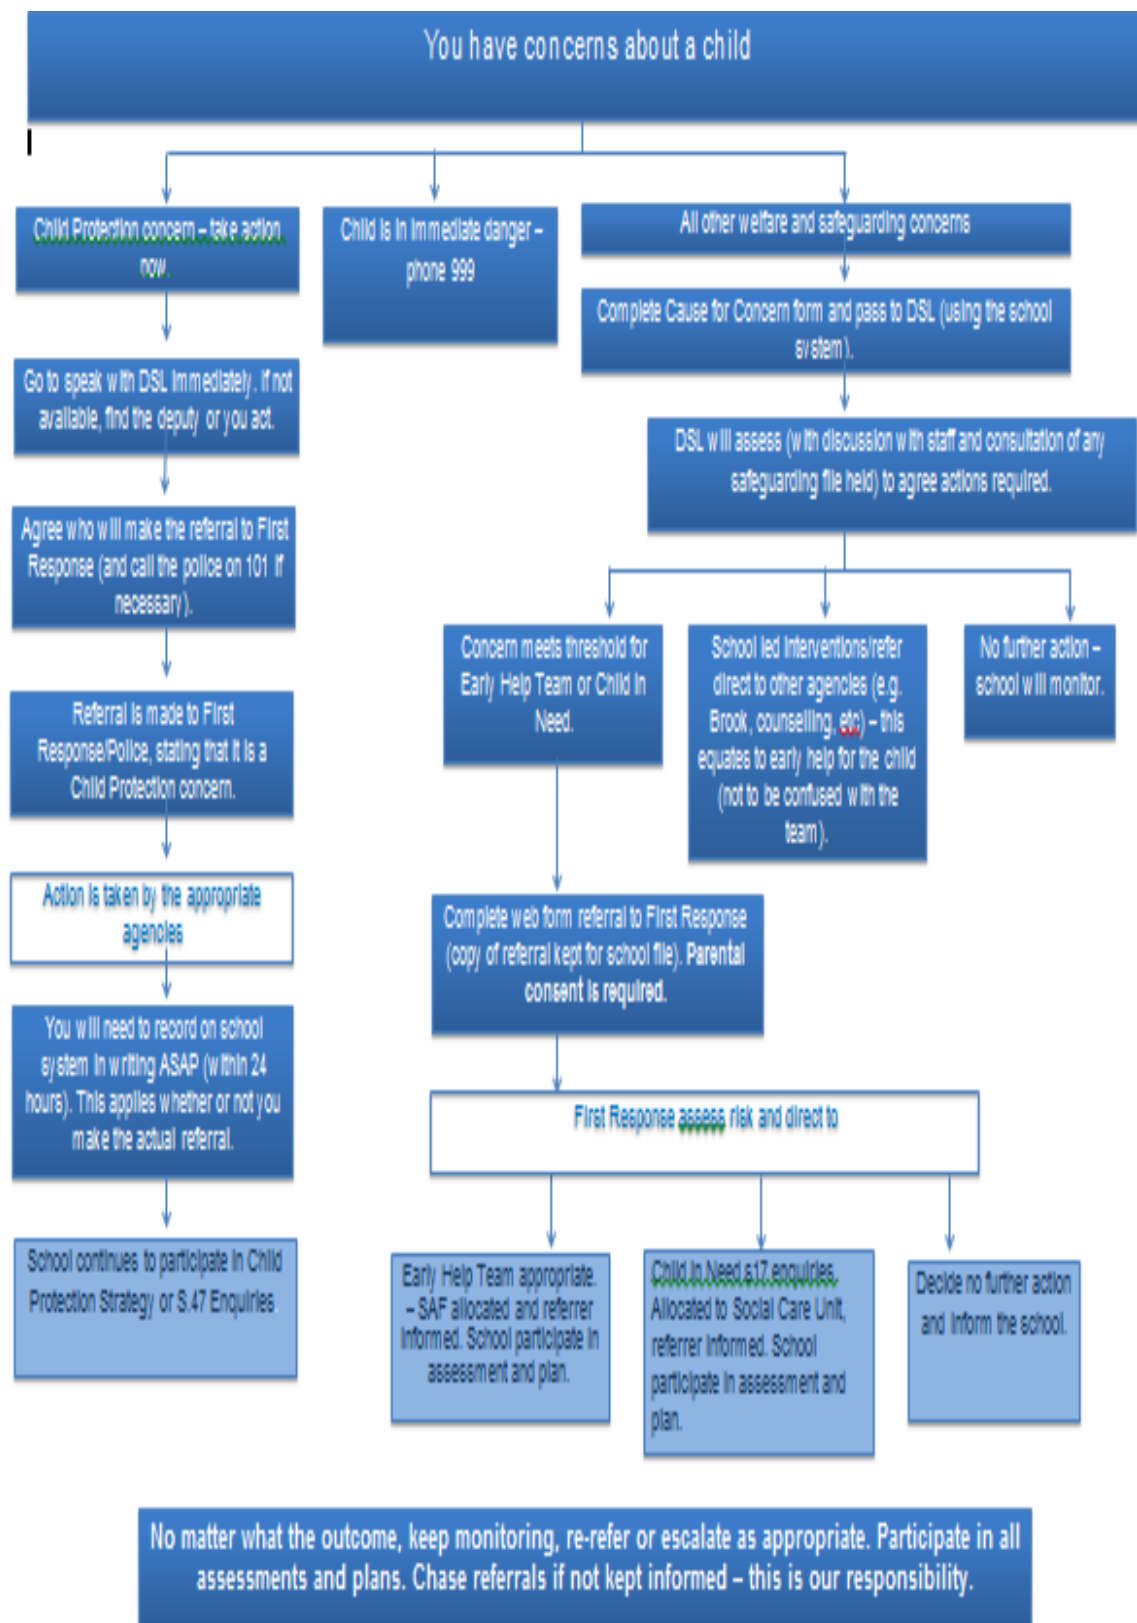 You have concerns about a child
Child Protection concern – take action
now.
Child is in immediate danger –
phone 999
All other welfare and safeguarding concerns
Complete Cause for Concern form and pass to DSL (using the school
system).
Go to speak with DSL immediately. If not
available, find the deputy or you act.
DSL will assess (with discussion with staff and consultation of any
safeguarding file held) to agree actions required.
Agree who will make the referral to First
Response (and call the police on 101 if
necessary).
Concern meets threshold for
Early Help Team or Child in
Need.
School led interventions/refer
direct to other agencies (e.g.
Brook, counselling, etc) – this
equates to early help for the child
(not to be confused with the
team).
No further action –
school will monitor.
Referral is made to First
Response/Police, stating that it is a
Child Protection concern.
Action is taken by the appropriate
agencies
Complete web form referral to First Response
(copy of referral kept for school file). Parental
consent is required.
You will need to record on school
system in writing ASAP (within 24
hours). This applies whether or not you
make the actual referral.
First Response assess risk and direct to
School continues to participate in Child
Protection Strategy or S.47 Enquiries
Early Help Team appropriate.
– SAF allocated and referrer
informed. School participate in
assessment and plan.
Child in Need s17 enquiries.
Allocated to Social Care Unit,
referrer informed. School
participate in assessment and
plan.
Decide no further action
and inform the school.
No matter what the outcome, keep monitoring, re-refer or escalate as appropriate. Participate in all
assessments and plans. Chase referrals if not kept informed – this is our responsibility.